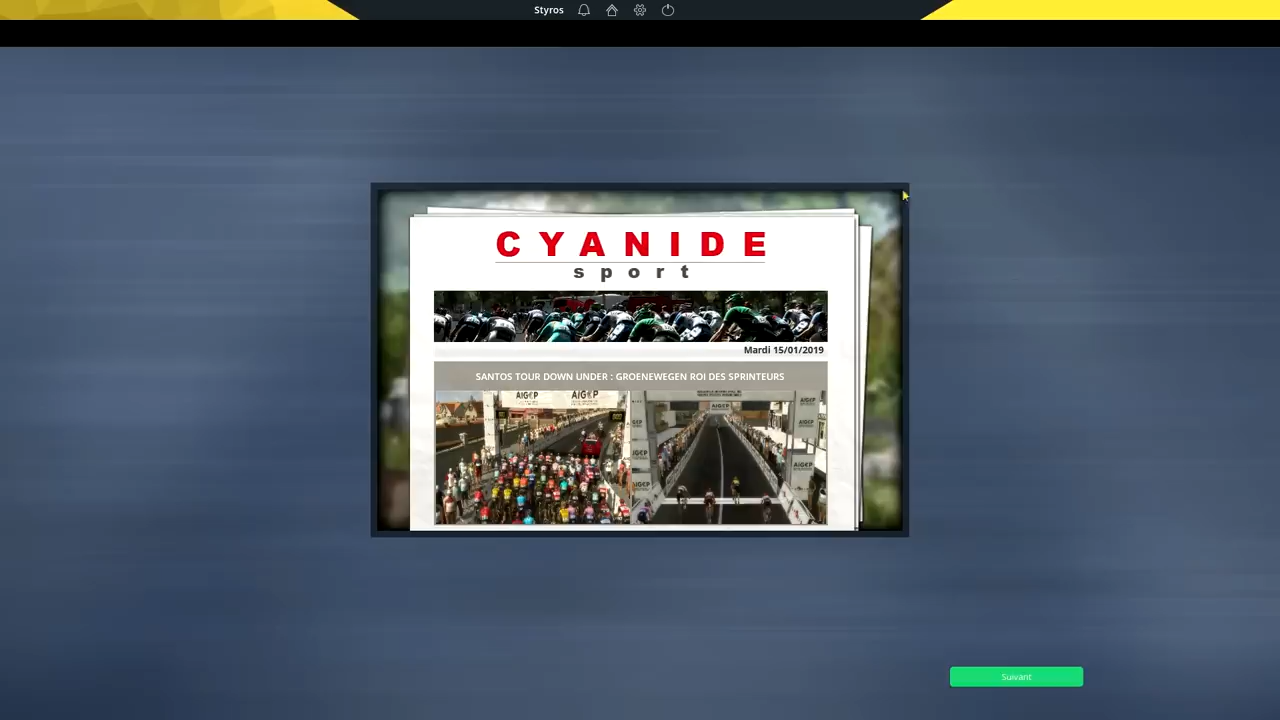 Styros
CYANIDE
sport
Mardi 15/01/2019
SANTOS TOUR DOWN UNDER : GROENEWEGEN ROI DES SPRINTEURS
Suivant